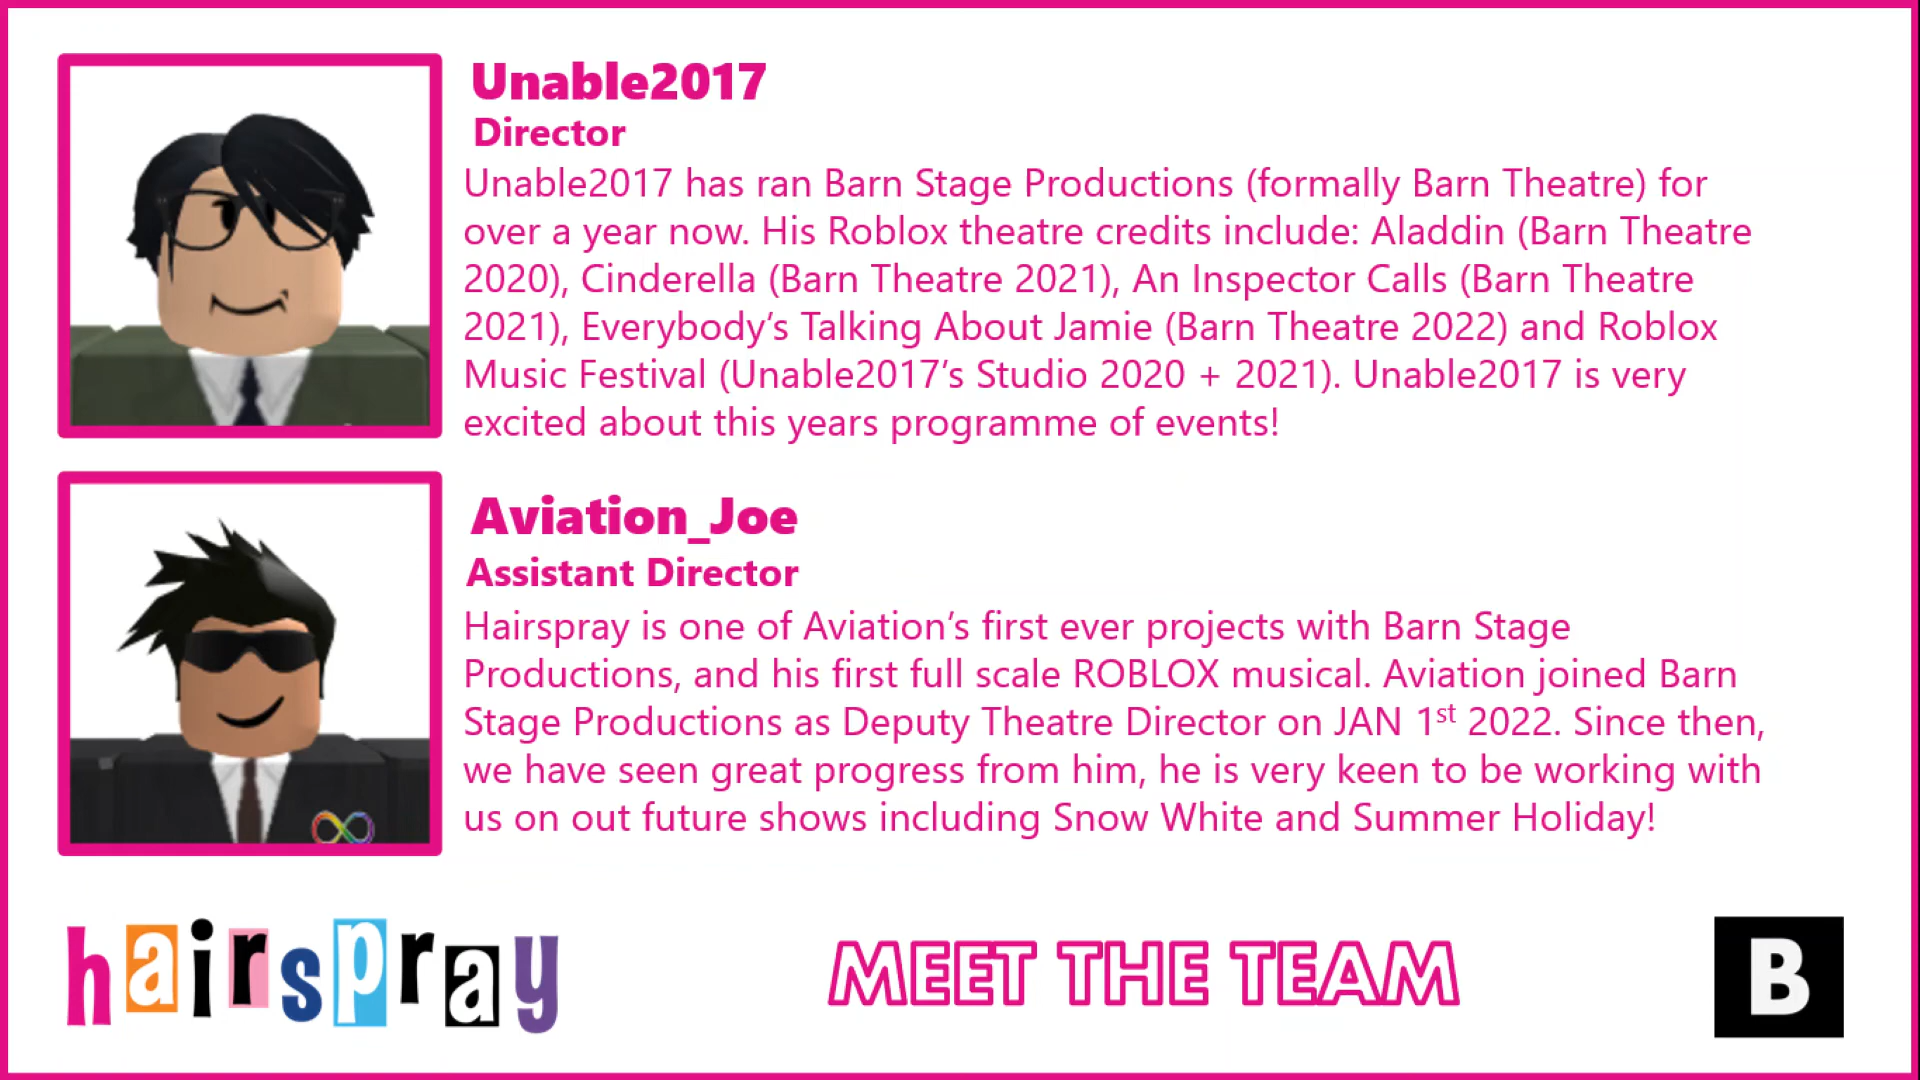 Unable2017
Director
Unable2017 has ran Barn Stage Productions (formally Barn Theatre) for
over a year now. His Roblox theatre credits include: Aladdin (Barn Theatre
2020), Cinderella (Barn Theatre 2021), An Inspector Calls (Barn Theatre
2021), Everybody’s Talking About Jamie (Barn Theatre 2022) and Roblox
Music Festival (Unable2017’s Studio 2020 + 2021). Unable2017 is very
excited about this years programme of events!
Aviation_Joe
Assistant Director
Hairspray is one of Aviation’s first ever projects with Barn Stage
Productions, and his first full scale ROBLOX musical. Aviation joined Barn
Stage Productions as Deputy Theatre Director on JAN 1st 2022. Since then,
we have seen great progress from him, he is very keen to be working with
us on out future shows including Snow White and Summer Holiday!
hairspray
MEET THE TEAM
B